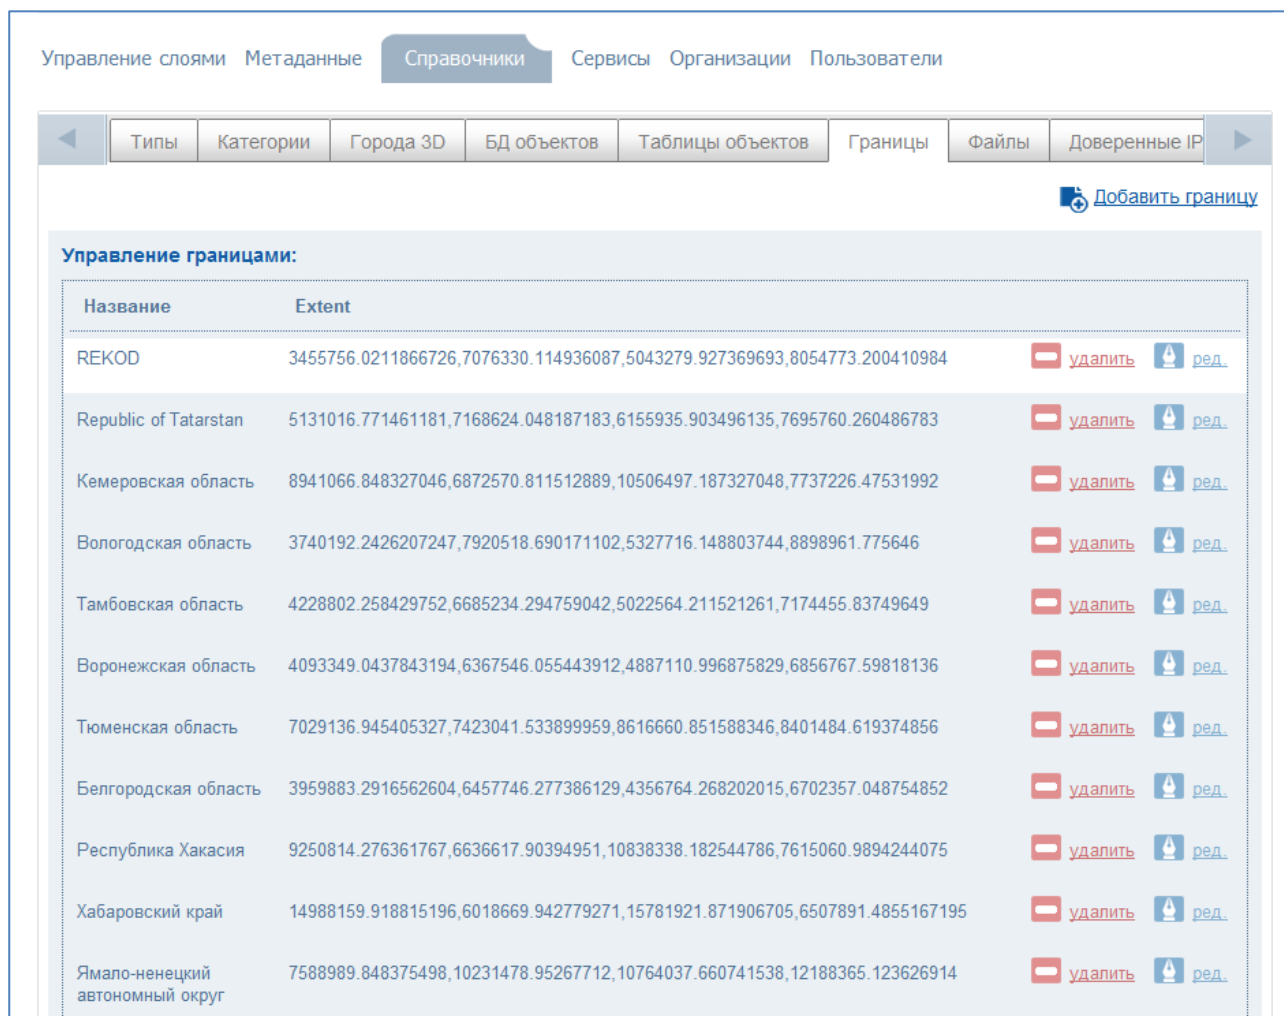 Управление слоями Метаданные Справочники Сервисы Организации Пользователи
Типы Категории Города 3D БД объектов Таблицы объектов Границы Файлы Доверенные IP
Добавить границу
Управление границами:
Название Extent
REKOD 3455756.0211866726,7076330.114936087,5043279.927369693,8054773.200410984 удалить ред.
Republic of Tatarstan 5131016.771461181,7168624.048187183,6155935.903496135,7695760.260486783 удалить ред.
Кемеровская область 8941066.848327046,6872570.811512889,10506497.187327048,7737226.47531992 удалить ред.
Вологодская область 3740192.2426207247,7920518.690171102,5327716.148803744,8898961.775646 удалить ред.
Тамбовская область 4228802.258429752,6685234.294759042,5022564.211521261,7174455.83749649 удалить ред.
Воронежская область 4093349.0437843194,6367546.055443912,4887110.996875829,6856767.59818136 удалить ред.
Тюменская область 7029136.945405327,7423041.533899959,8616660.851588346,8401484.619374856 удалить ред.
Белгородская область 3959883.2916562604,6457746.277386129,4356764.268202015,6702357.048754852 удалить ред.
Республика Хакасия 9250814.276361767,6636617.90394951,10838338.182544786,7615060.9894244075 удалить ред.
Хабаровский край 14988159.918815196,6018669.942779271,15781921.871906705,6507891.4855167195 удалить ред.
Ямало-ненецкий 7588989.848375498,10231478.95267712,10764037.660741538,12188365.123626914 удалить ред.
автономный округ